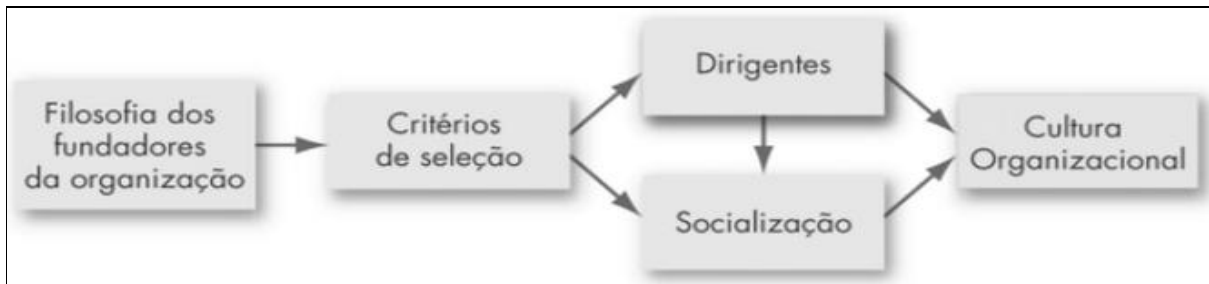 Filosofia dos
fundadores
da organização
Critérios
de seleção
Dirigentes
Socialização
Cultura
Organizacional